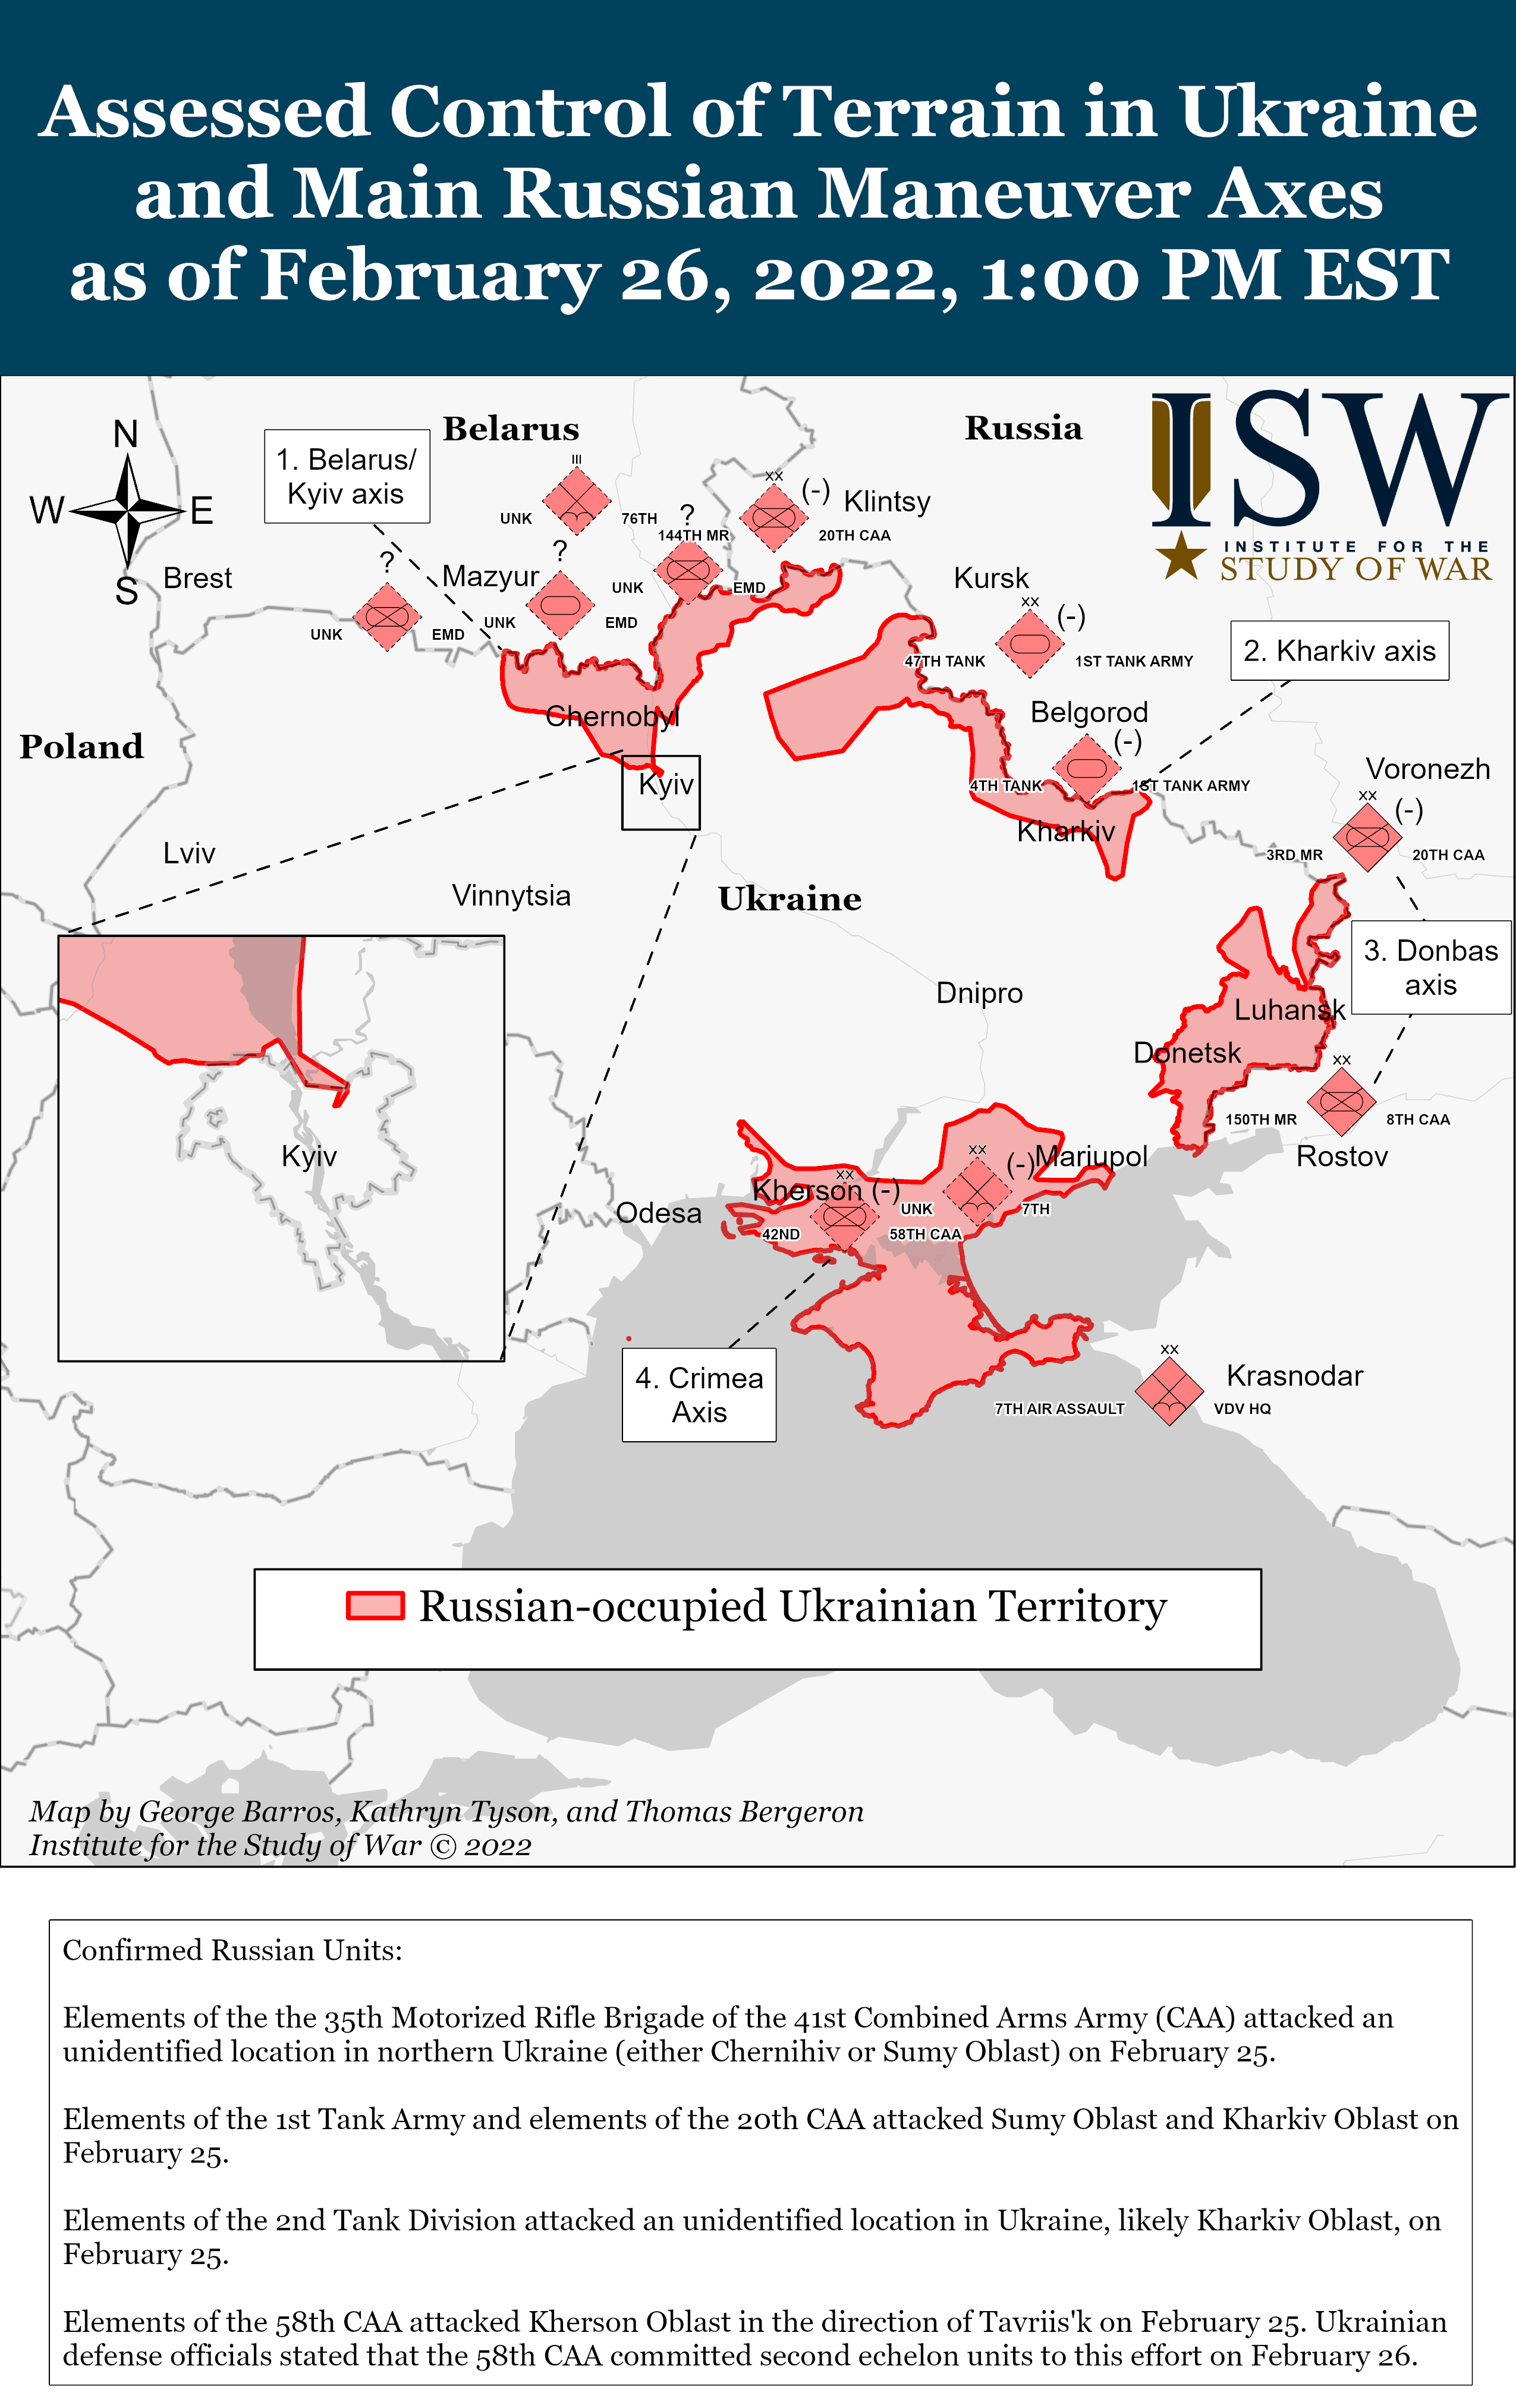 Assessed Control of Terrain in Ukraine
and Main Russian Maneuver Axes
as of February 26, 2022, 1:00 PM EST
ISW
INSTITUTE FOR THE
STUDY OF WAR
N
W
E
S
1. Belarus/
Kyiv axis
Belarus
Russia
III
UNK
76TH
?
144TH MR
UNK
EMD
XX
(-)
Klintsy
20TH CAA
Brest
?
UNK
EMD
Mazyur
?
UNK
EMD
Kursk
XX
(-)
47TH TANK
1ST TANK ARMY
2. Kharkiv axis
Belgorod
(-)
4TH TANK
1ST TANK ARMY
Kharkiv
Chernobyl
Poland
Kyiv
Voronezh
XX
(-)
3RD MR
20TH CAA
Lviv
Vinnytsia
Ukraine
3. Donbas
axis
Dnipro
Luhansk
Donetsk
XX
150TH MR
8TH CAA
Rostov
Kyiv
Odesa
XX
(-)
Mariupol
UNK
7TH
XX
Kherson (-)
42ND
58TH CAA
4. Crimea
Axis
XX
Krasnodar
7TH AIR ASSAULT
VDV HQ
Russian-occupied Ukrainian Territory
Map by George Barros, Kathryn Tyson, and Thomas Bergeron
Institute for the Study of War © 2022
Confirmed Russian Units:
Elements of the the 35th Motorized Rifle Brigade of the 41st Combined Arms Army (CAA) attacked an
unidentified location in northern Ukraine (either Chernihiv or Sumy Oblast) on February 25.
Elements of the 1st Tank Army and elements of the 20th CAA attacked Sumy Oblast and Kharkiv Oblast on
February 25.
Elements of the 2nd Tank Division attacked an unidentified location in Ukraine, likely Kharkiv Oblast, on
February 25.
Elements of the 58th CAA attacked Kherson Oblast in the direction of Tavriis'k on February 25. Ukrainian
defense officials stated that the 58th CAA committed second echelon units to this effort on February 26.